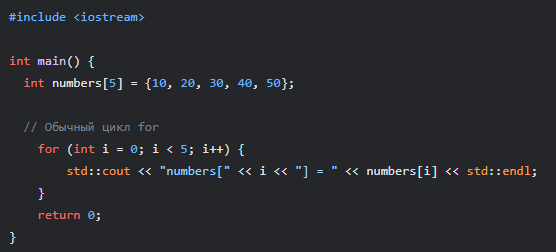 #include <iostream>

int main() {
  int numbers[5] = {10, 20, 30, 40, 50};

  // Обычный цикл for
    for (int i = 0; i < 5; i++) {
        std::cout << "numbers[" << i << "] = " << numbers[i] << std::endl;
    }
    return 0;
}